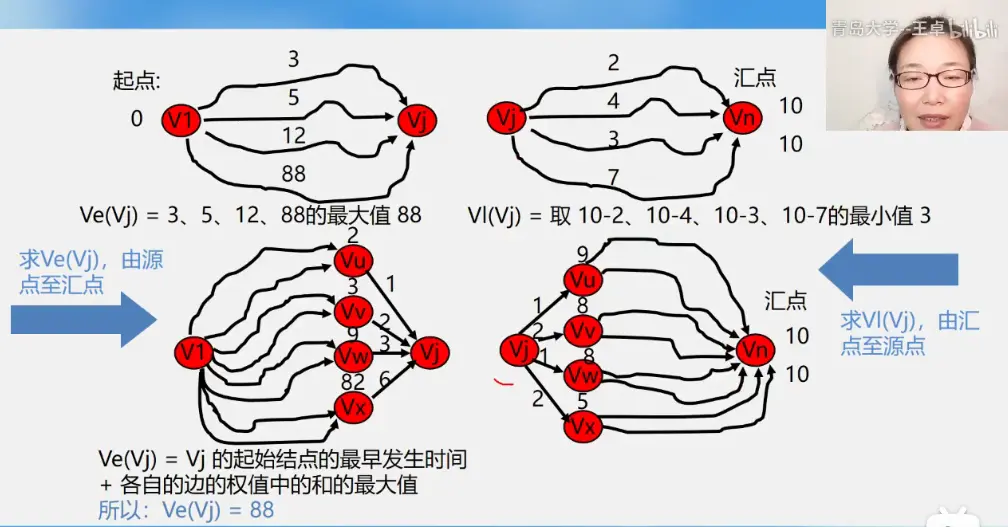 青岛大学--王卓 bilibili
起点:
0
V1
3
5
12
88
Vj
Vj
2
4
3
7
汇点
Vn
10
10
Ve(Vj) = 3、5、12、88的最大值 88
Vl(Vj) = 取 10-2、10-4、10-3、10-7的最小值 3
求Ve(Vj)，由源
点至汇点
V1
2
Vu
3
Vv
9
Vw
82
Vx
1
2
3
6
Vj
Vj
1
2
1
2
9
Vu
8
Vv
8
Vw
5
Vx
汇点
Vn
10
10
求Vl(Vj)，由汇
点至源点
Ve(Vj) = Vj 的起始结点的最早发生时间
+ 各自的边的权值中的和的最大值
所以：Ve(Vj) = 88